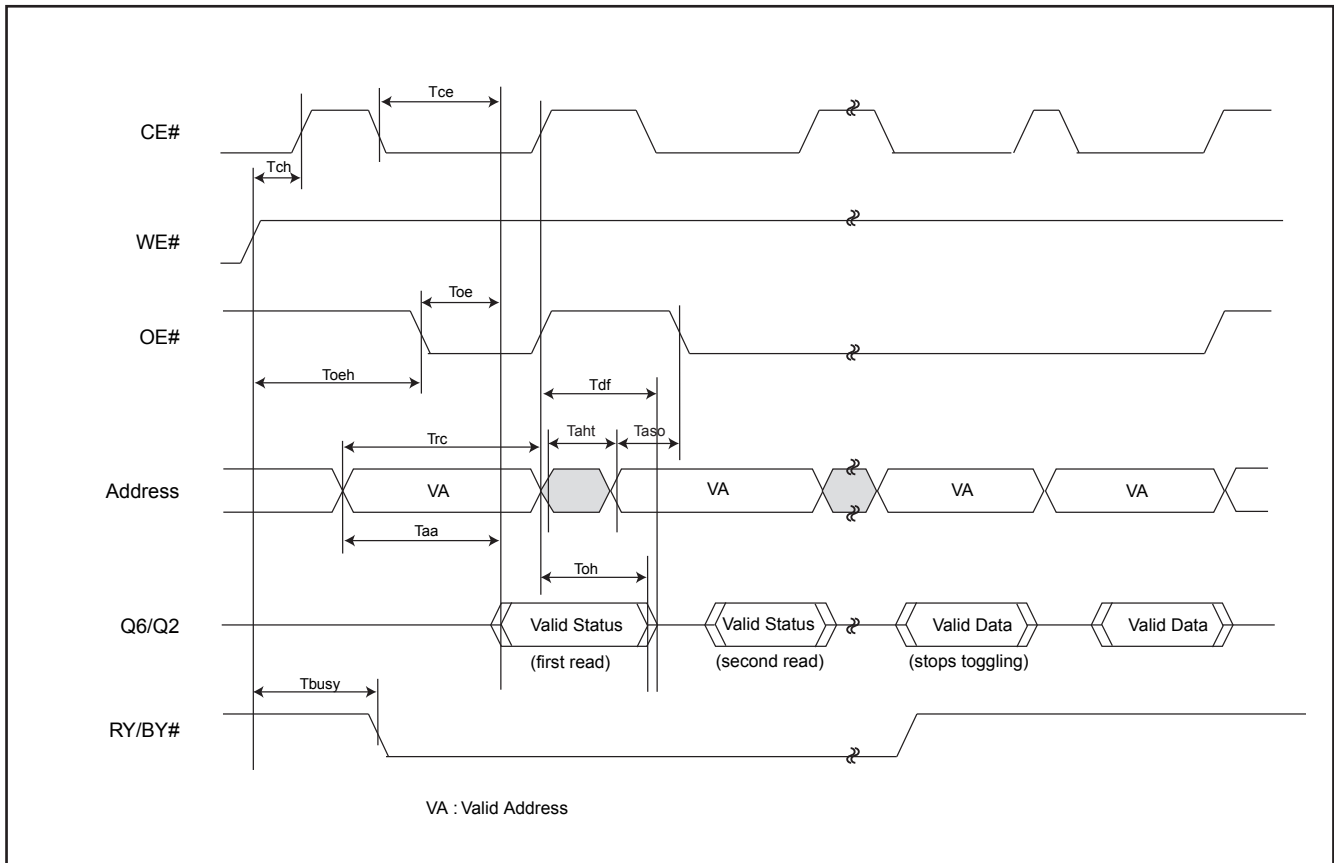 Tce
CE#
Tch
WE#
Toe
OE#
Toeh
Tdf
Taht
Taso
Trc
Address
VA
VA
VA
VA
Taa
Toh
Q6/Q2
Valid Status
Valid Status
Valid Data
Valid Data
(first read)
(second read)
(stops toggling)
Tbusy
RY/BY#
VA : Valid Address